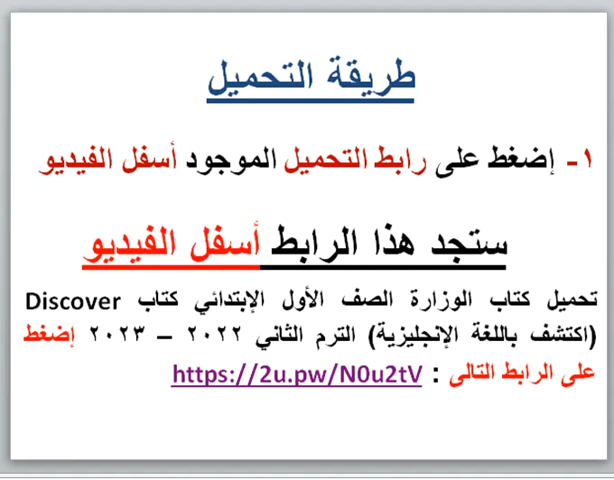 طريقة التحميل
١- إضغط على رابط التحميل الموجود أسفل الفيديو
ستجد هذا الرابط أسفل الفيديو
تحميل كتاب الوزارة الصف الأول الإبتدائي كتاب Discover
(اكتشف باللغة الإنجليزية) الترم الثاني ٢٠٢٢ – ٢٠٢٣ إضغط
على الرابط التالى : https://2u.pw/N0u2tV